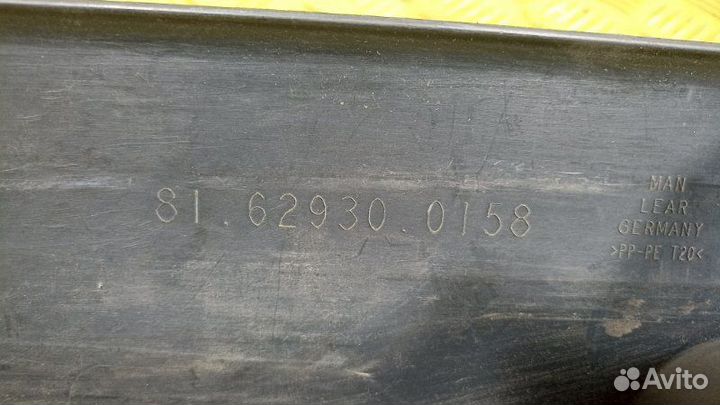 81.62930.0158
MAN
LEAR
GERMANY
>PP-PE T20<
Avito